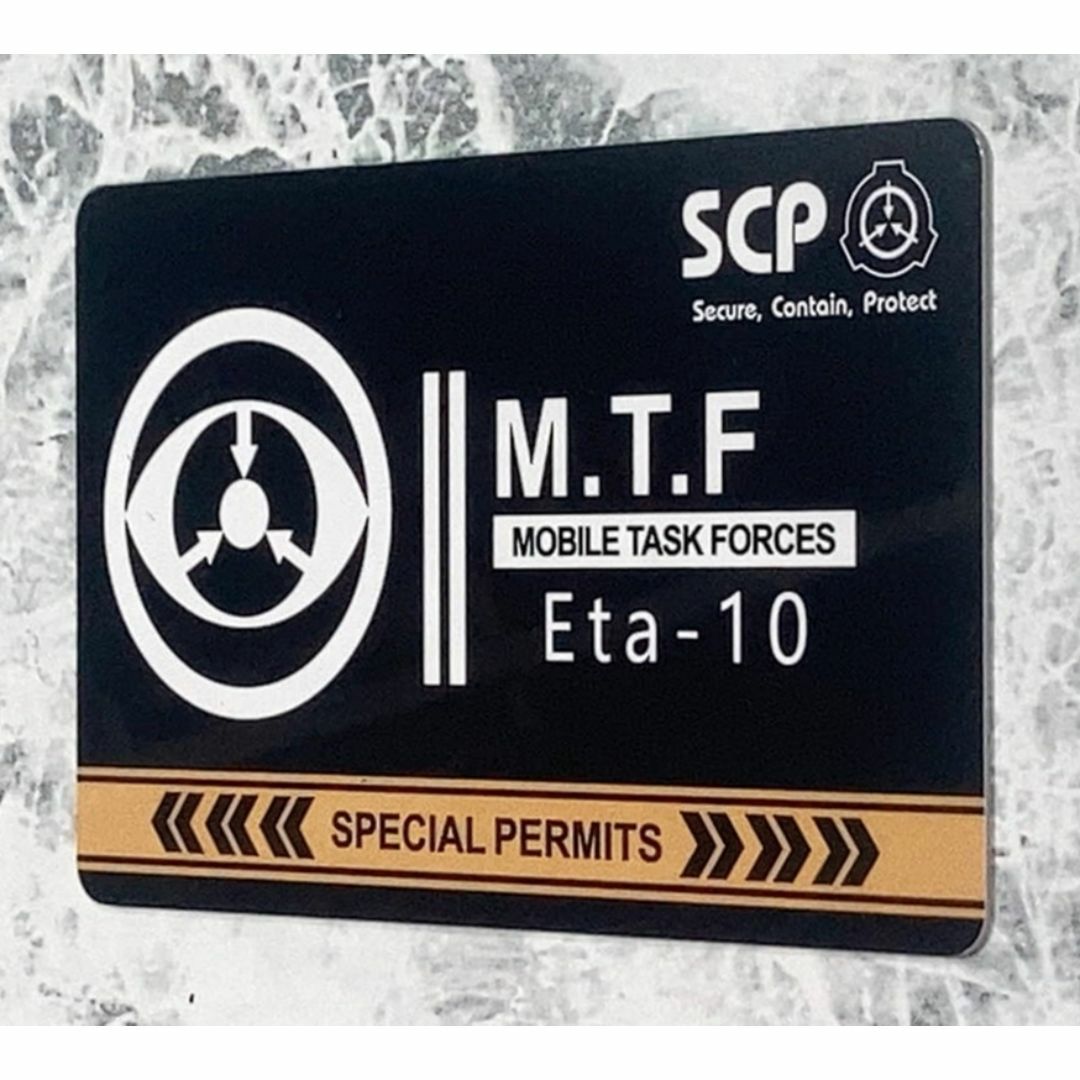 SCP
Secure, Contain, Protect
M.T.F
MOBILE TASK FORCES
Eta-10
SPECIAL PERMITS